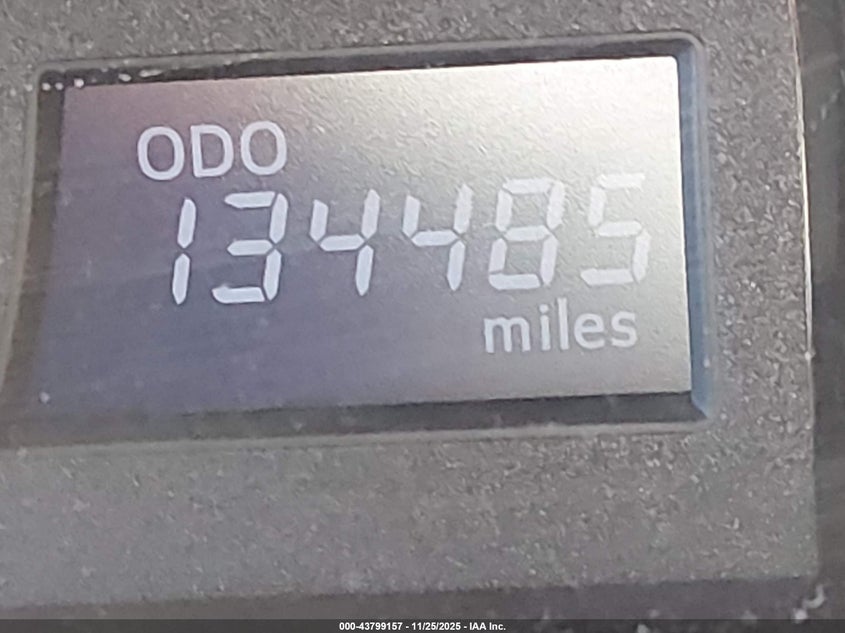 ODO
134485
miles
000-43799157 - 11/25/2025 - IAA Inc.